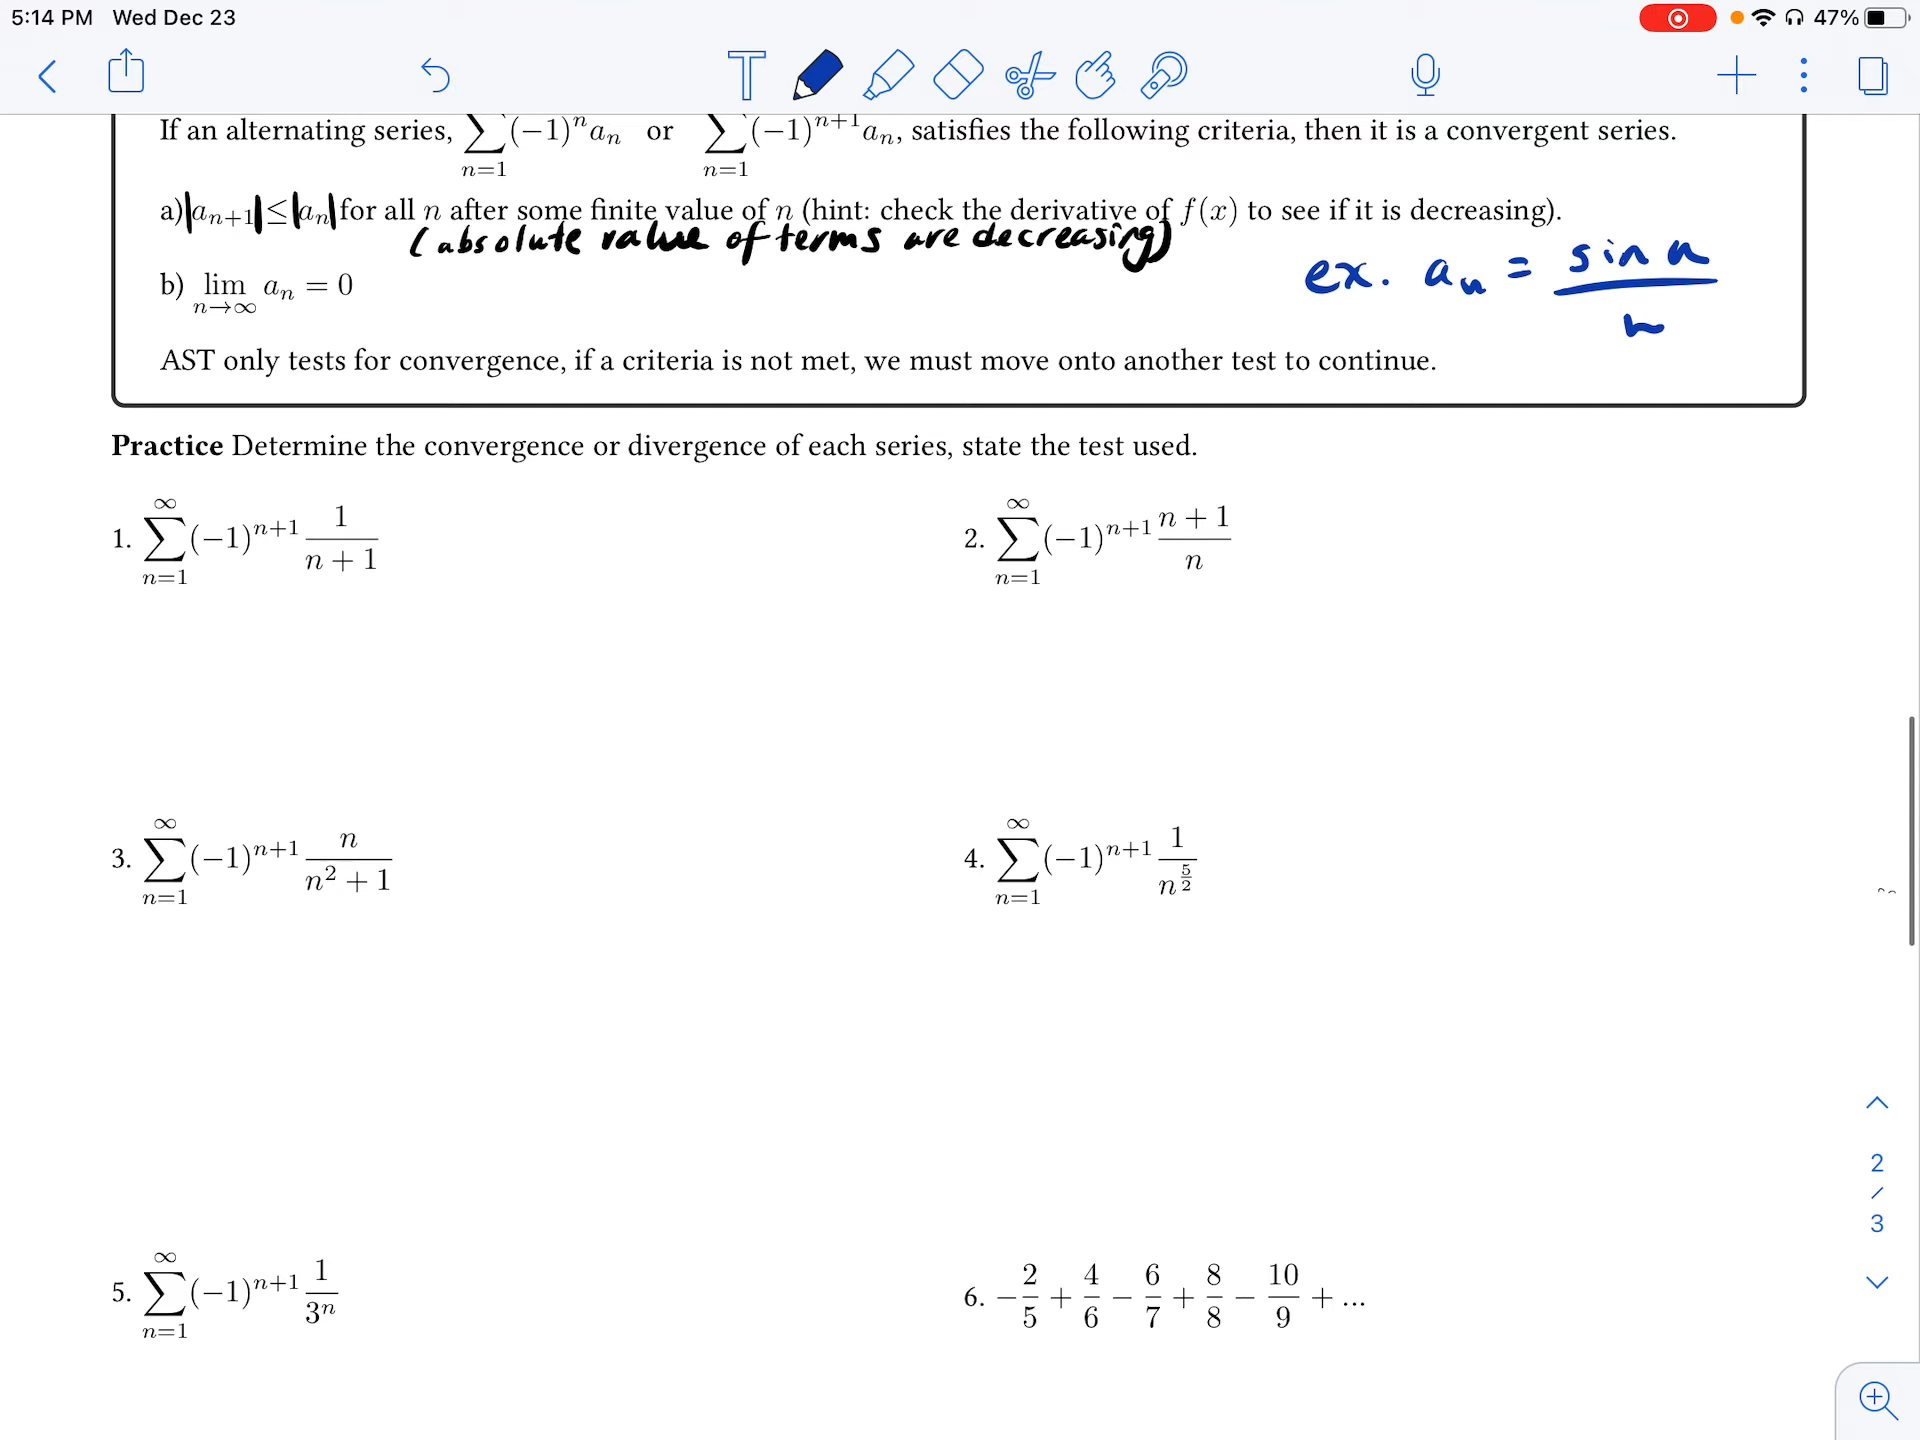 5:14 PM Wed Dec 23 47%
If an alternating series, ∑_{n=1} (−1)^n a_n or ∑_{n=1} (−1)^{n+1} a_n, satisfies the following criteria, then it is a convergent series.
a) |a_{n+1}| ≤ |a_n| for all n after some finite value of n (hint: check the derivative of f(x) to see if it is decreasing).
(absolute value of terms are decreasing)
b) lim_{n→∞} a_n = 0
ex. a_n = sin n / n
AST only tests for convergence, if a criteria is not met, we must move onto another test to continue.
Practice Determine the convergence or divergence of each series, state the test used.
1. ∑_{n=1}^{∞} (−1)^{n+1} 1/(n + 1)
2. ∑_{n=1}^{∞} (−1)^{n+1} (n + 1)/n
3. ∑_{n=1}^{∞} (−1)^{n+1} n/(n^2 + 1)
4. ∑_{n=1}^{∞} (−1)^{n+1} 1/n^{5/2}
2
/
3
5. ∑_{n=1}^{∞} (−1)^{n+1} 1/3^n
6. −2/5 + 4/6 − 6/7 + 8/8 − 10/9 + ...